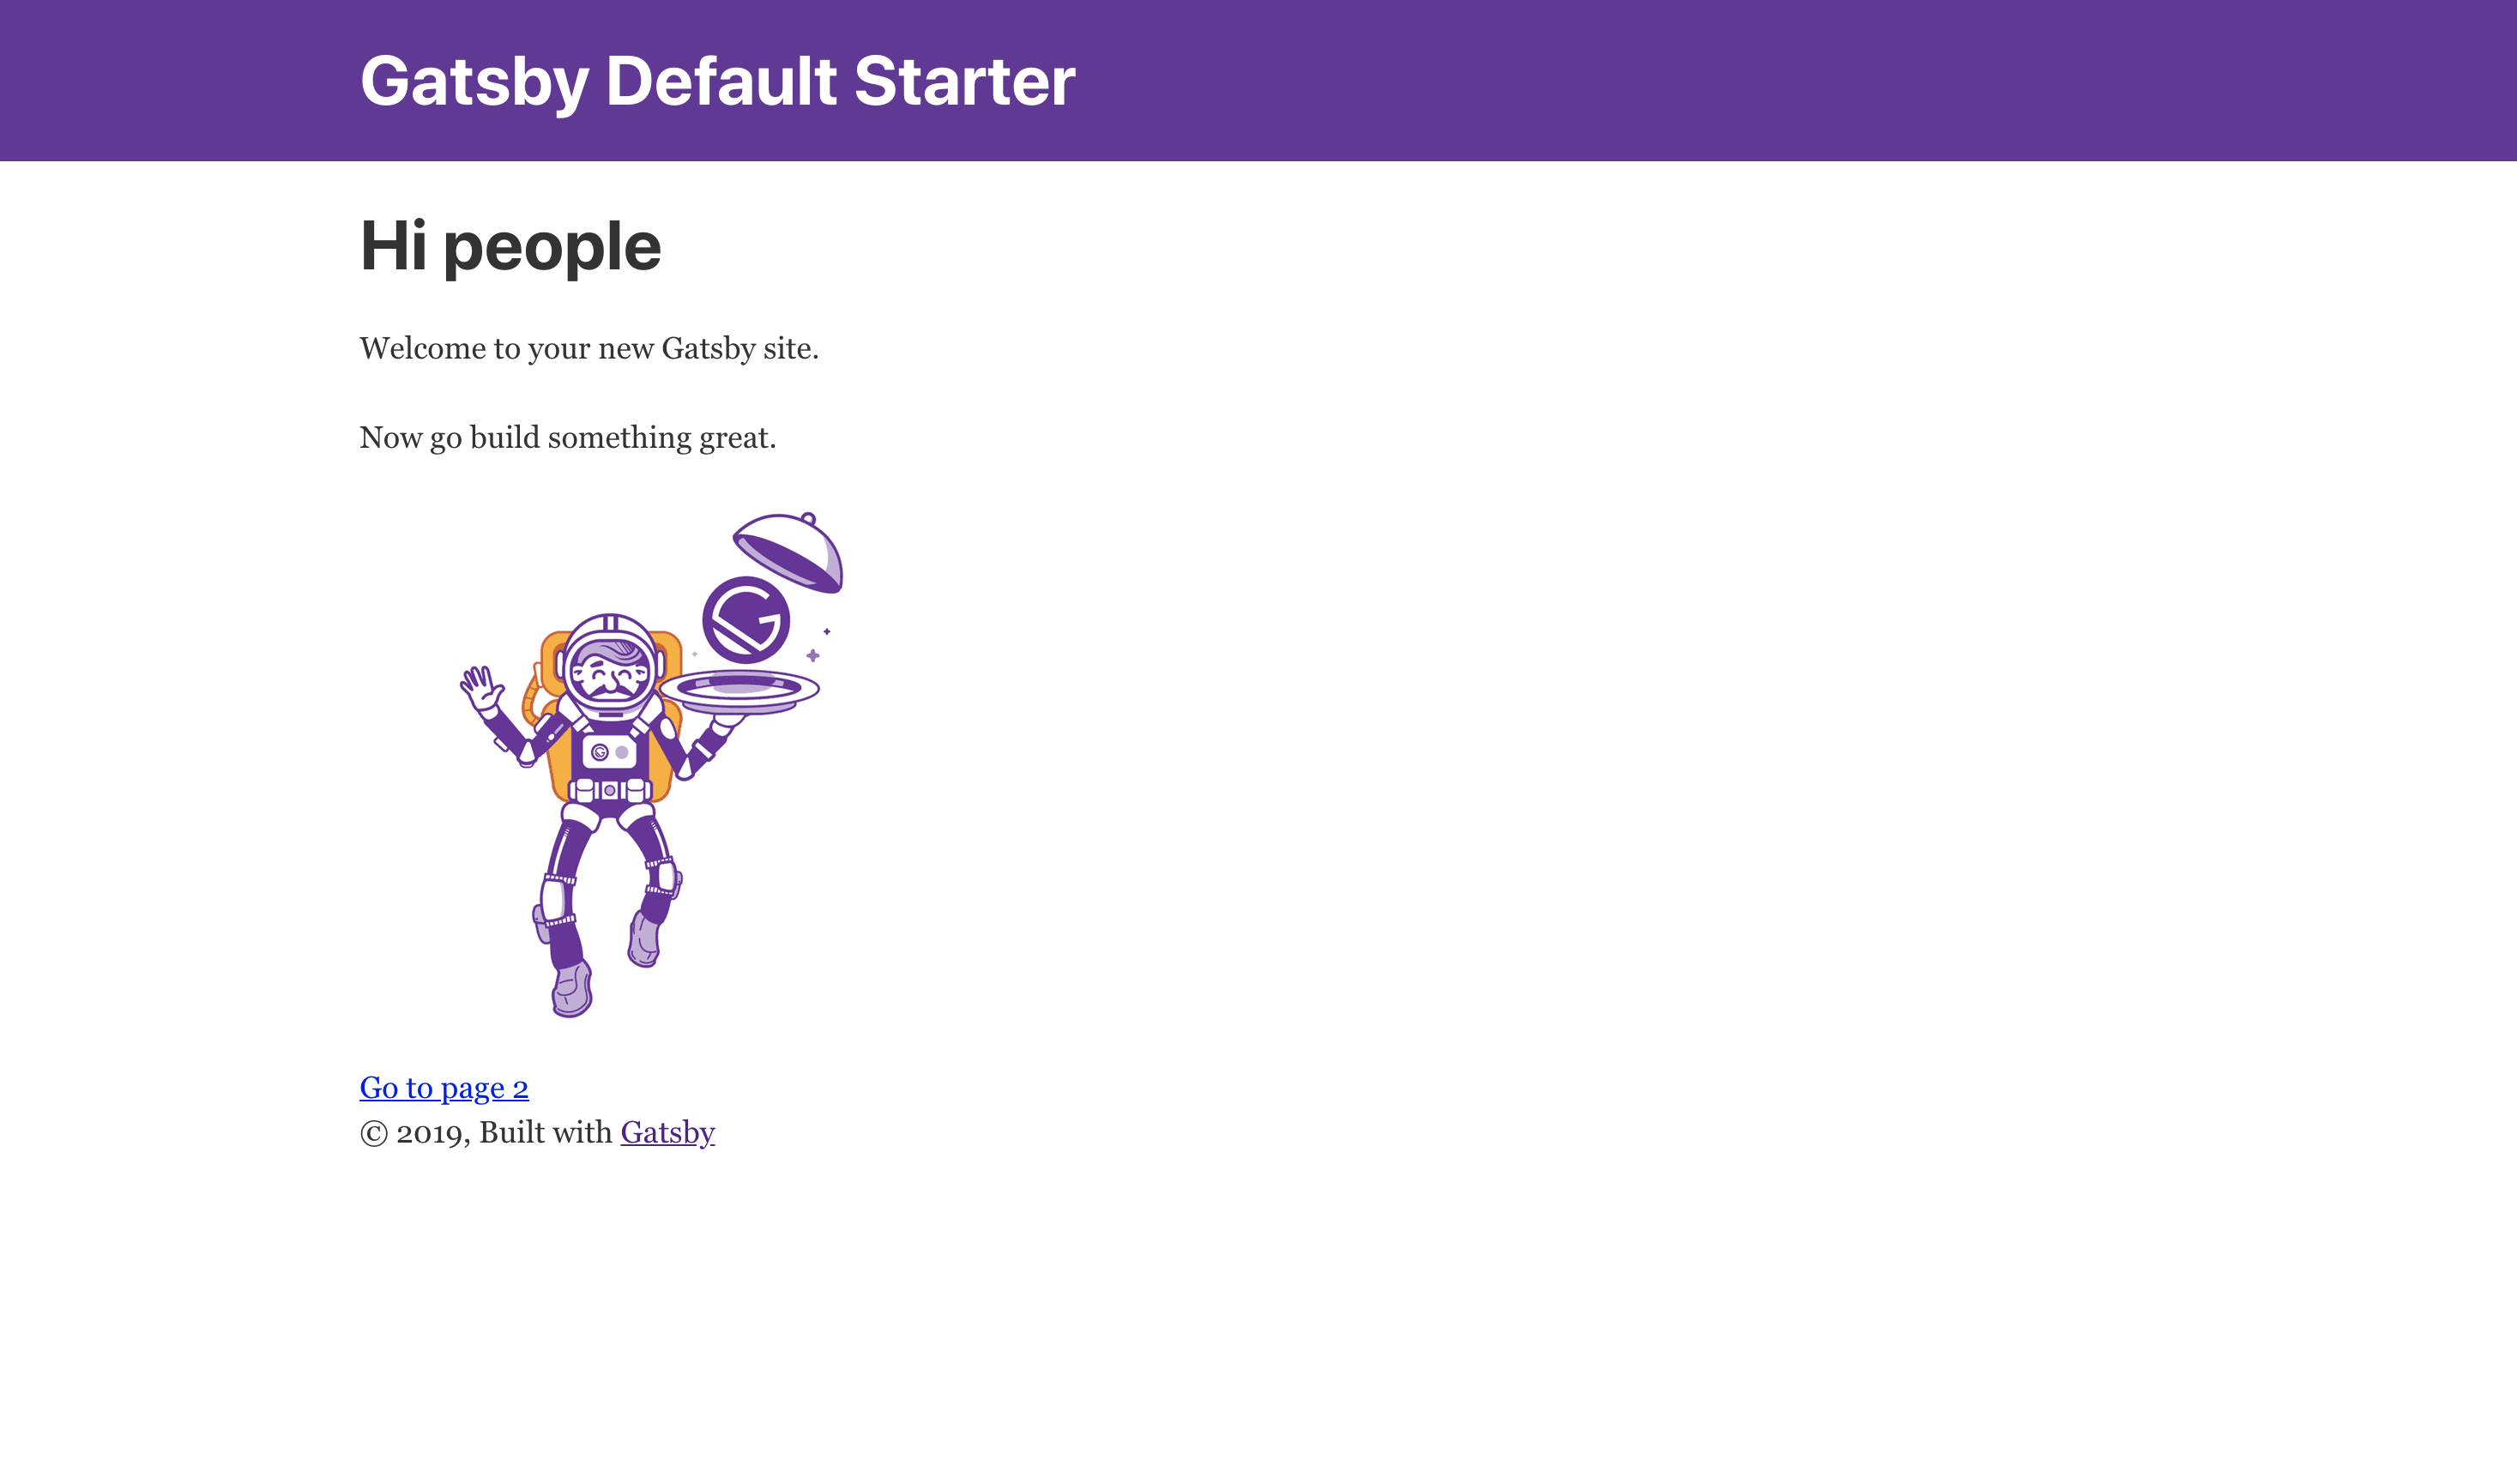 Gatsby Default Starter
Hi people
Welcome to your new Gatsby site.
Now go build something great.
Go to page 2
© 2019, Built with Gatsby